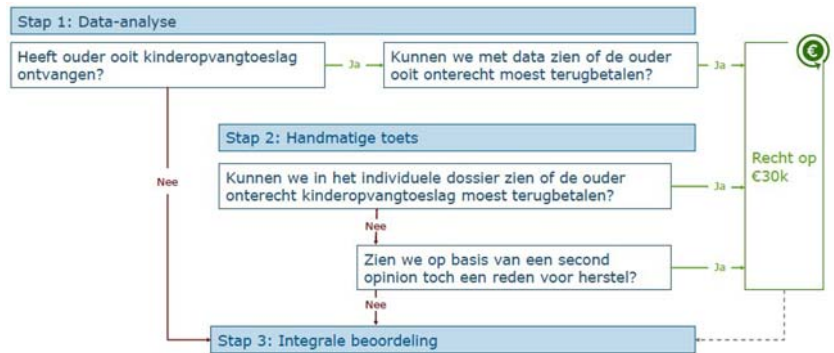 Stap 1: Data-analyse
Heeft ouder ooit kinderopvangtoeslag
ontvangen?
Ja
Kunnen we met data zien of de ouder
ooit onterecht moest terugbetalen?
Ja
€
Stap 2: Handmatige toets
Nee
Kunnen we in het individuele dossier zien of de ouder
onterecht kinderopvangtoeslag moest terugbetalen?
Ja
Recht op
€30k
Nee
Zien we op basis van een second
opinion toch een reden voor herstel?
Ja
Nee
Stap 3: Integrale beoordeling